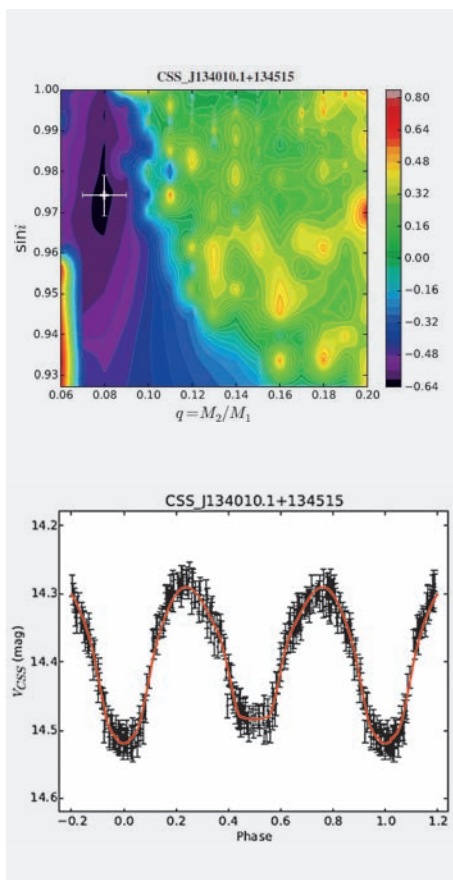 CSS_J134010.1+134515
1.00
0.99
0.98
0.97
0.96
0.95
0.94
0.93
sini
0.06 0.08 0.10 0.12 0.14 0.16 0.18 0.20
q = M₂/M₁
0.80
0.64
0.48
0.32
0.16
0.00
−0.16
−0.32
−0.48
−0.64
CSS_J134010.1+134515
14.2
14.3
14.4
14.5
14.6
V_CSS (mag)
−0.2 0.0 0.2 0.4 0.6 0.8 1.0 1.2
Phase